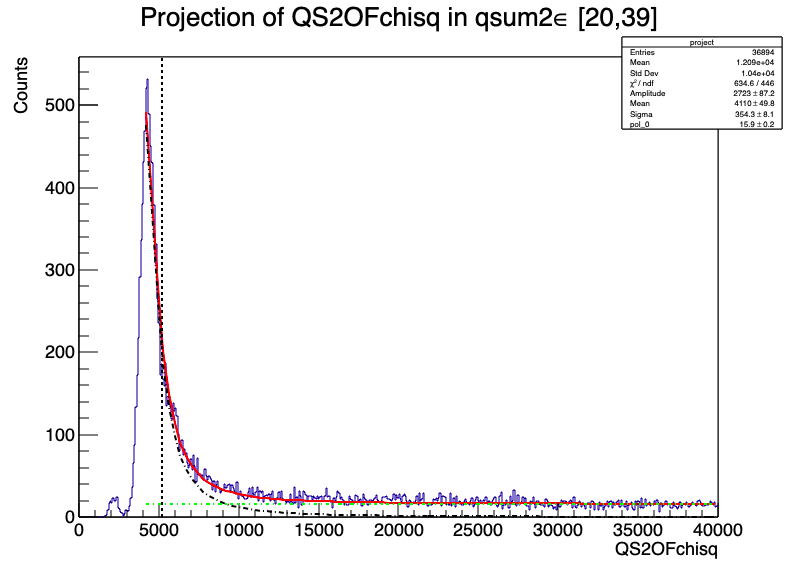 Projection of QS2OFchisq in qsum2∈ [20,39]
project
Entries 36894
Mean 1.209e+04
Std Dev 1.04e+04
χ² / ndf 634.6 / 446
Amplitude 2723 ± 87.2
Mean 4110 ± 49.8
Sigma 354.3 ± 8.1
pol_0 15.9 ± 0.2
Counts
500
400
300
200
100
0
0 5000 10000 15000 20000 25000 30000 35000 40000
QS2OFchisq